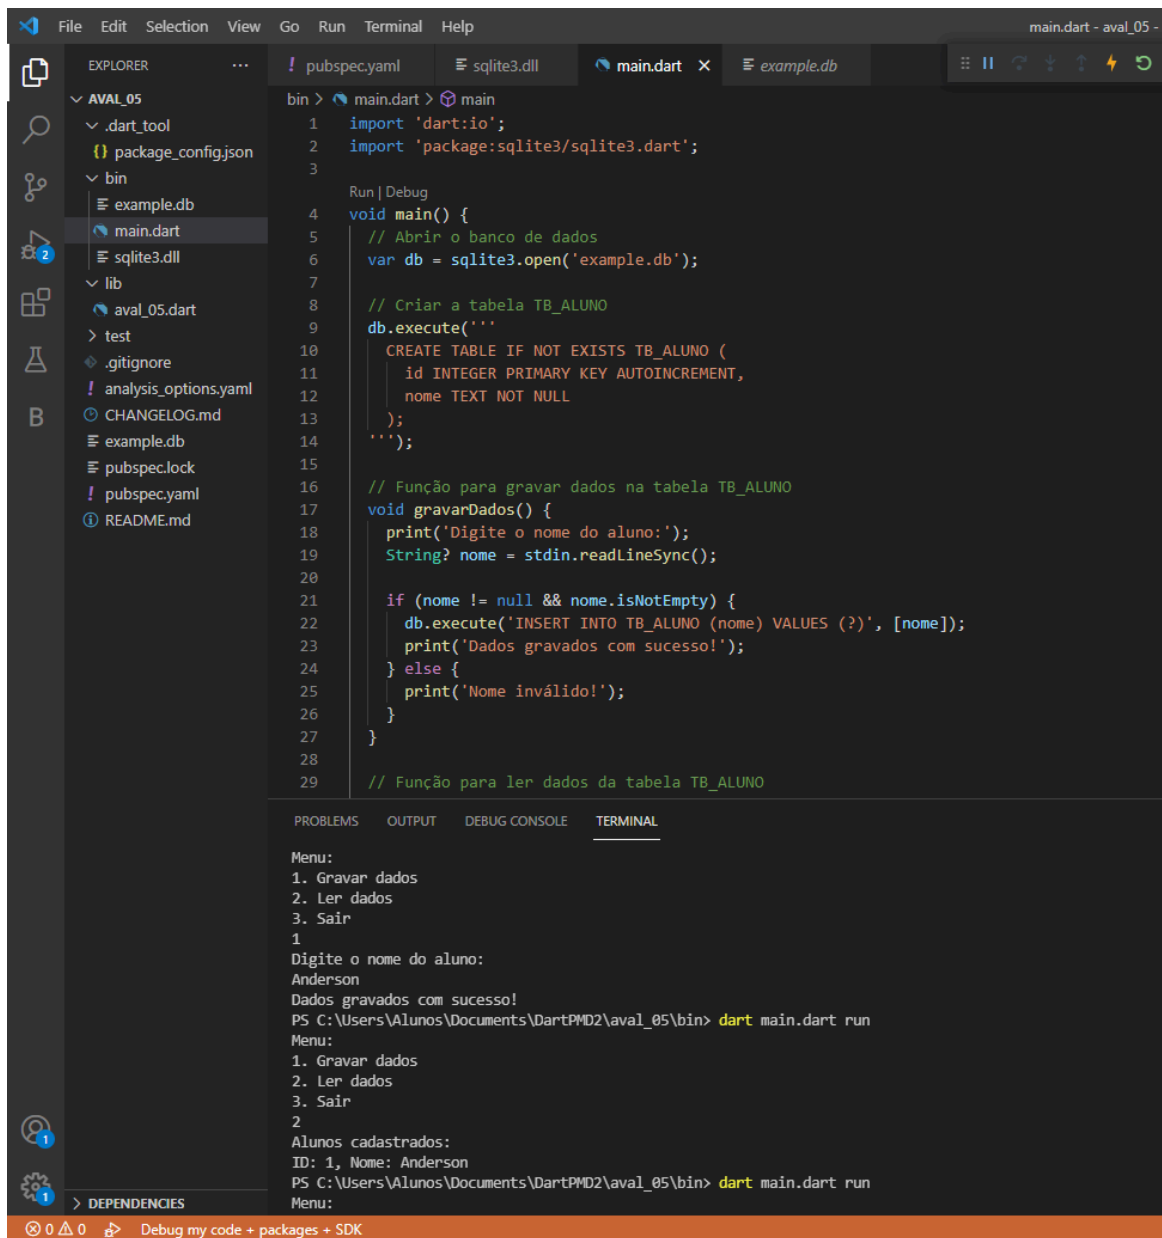 File Edit Selection View Go Run Terminal Help main.dart - aval_05 -
EXPLORER ...
! pubspec.yaml sqlite3.dll main.dart × example.db
AVAL_05
.dart_tool
{} package_config.json
bin
example.db
main.dart
sqlite3.dll
lib
aval_05.dart
test
.gitignore
! analysis_options.yaml
CHANGELOG.md
example.db
pubspec.lock
! pubspec.yaml
README.md
DEPENDENCIES
2
B
1
1
bin > main.dart > main
1 import 'dart:io';
2 import 'package:sqlite3/sqlite3.dart';
3
Run | Debug
4 void main() {
5 // Abrir o banco de dados
6 var db = sqlite3.open('example.db');
7
8 // Criar a tabela TB_ALUNO
9 db.execute('''
10 CREATE TABLE IF NOT EXISTS TB_ALUNO (
11 id INTEGER PRIMARY KEY AUTOINCREMENT,
12 nome TEXT NOT NULL
13 );
14 ''');
15
16 // Função para gravar dados na tabela TB_ALUNO
17 void gravarDados() {
18 print('Digite o nome do aluno:');
19 String? nome = stdin.readLineSync();
20
21 if (nome != null && nome.isNotEmpty) {
22 db.execute('INSERT INTO TB_ALUNO (nome) VALUES (?)', [nome]);
23 print('Dados gravados com sucesso!');
24 } else {
25 print('Nome inválido!');
26 }
27 }
28
29 // Função para ler dados da tabela TB_ALUNO
PROBLEMS OUTPUT DEBUG CONSOLE TERMINAL
Menu:
1. Gravar dados
2. Ler dados
3. Sair
1
Digite o nome do aluno:
Anderson
Dados gravados com sucesso!
PS C:\Users\Alunos\Documents\DartPMD2\aval_05\bin> dart main.dart run
Menu:
1. Gravar dados
2. Ler dados
3. Sair
2
Alunos cadastrados:
ID: 1, Nome: Anderson
PS C:\Users\Alunos\Documents\DartPMD2\aval_05\bin> dart main.dart run
Menu:
0 0 Debug my code + packages + SDK